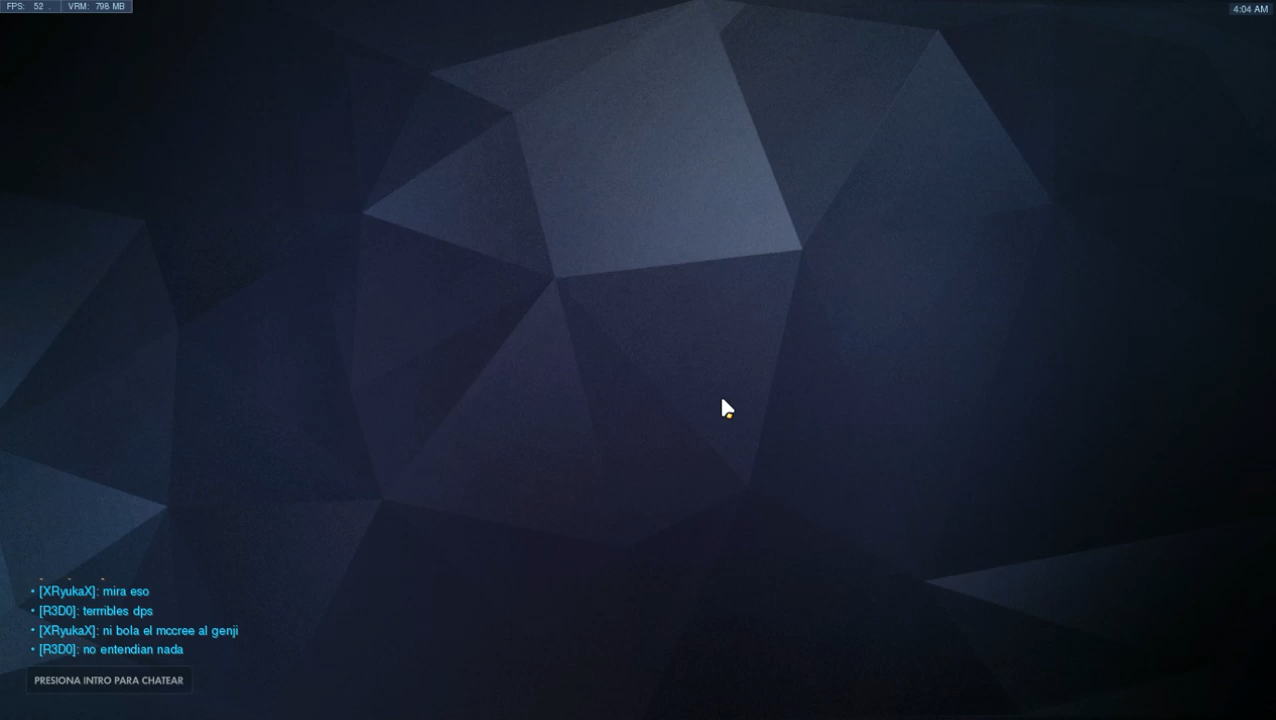 FPS: 52 . VRM: 798 MB
4:04 AM
• [XRyukaX]: mira eso
• [R3D0]: terrribles dps
• [XRyukaX]: ni bola el mccree al genji
• [R3D0]: no entendian nada
PRESIONA INTRO PARA CHATEAR